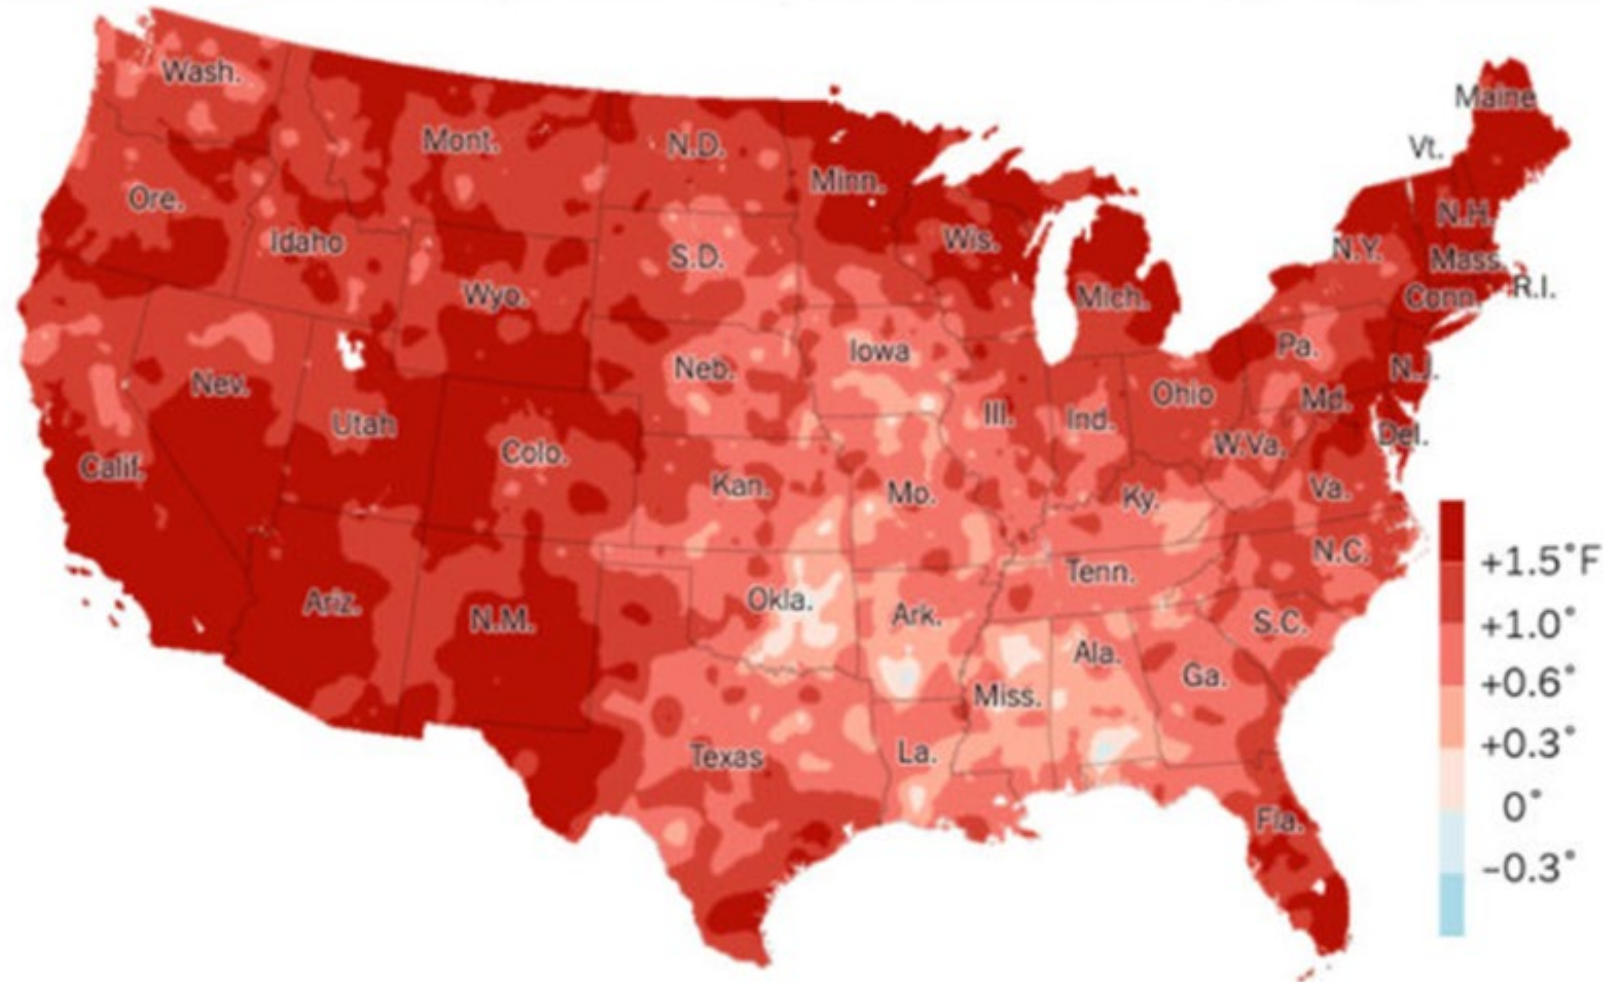 Wash.
Mont.
N.D.
Minn.
Maine
Vt.
Ore.
Idaho
Wyo.
S.D.
Wis.
Mich.
N.Y.
N.H.
Mass.
R.I.
Conn.
Nev.
Utah
Colo.
Neb.
Iowa
Ill.
Ind.
Ohio
Pa.
N.J.
Md.
Del.
W.Va.
Calif.
Kan.
Mo.
Ky.
Va.
Ariz.
N.M.
Okla.
Ark.
Tenn.
N.C.
S.C.
Texas
La.
Miss.
Ala.
Ga.
Fla.
+1.5°F
+1.0°
+0.6°
+0.3°
0°
-0.3°